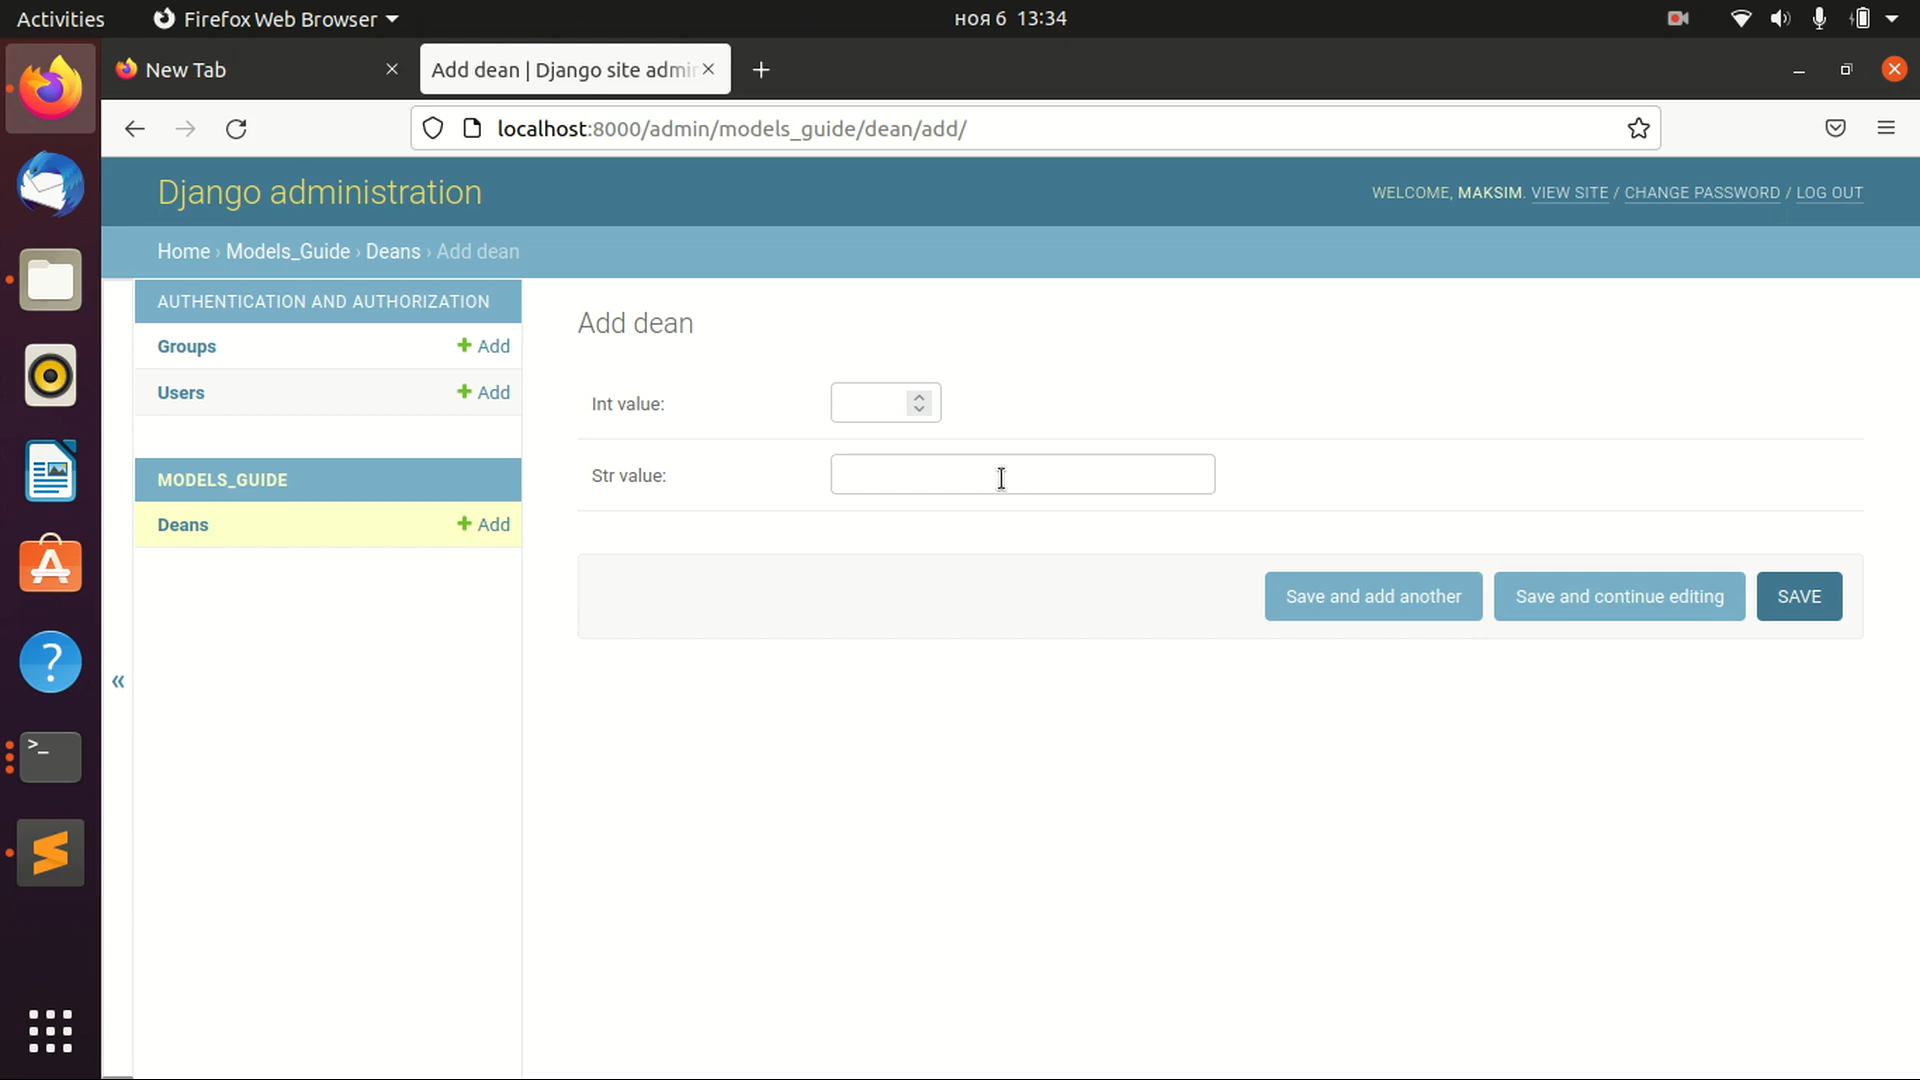 Activities
Firefox Web Browser
ноя 6 13:34
New Tab
Add dean | Django site admi
localhost:8000/admin/models_guide/dean/add/
Django administration
WELCOME, MAKSIM. VIEW SITE / CHANGE PASSWORD / LOG OUT
Home › Models_Guide › Deans › Add dean
AUTHENTICATION AND AUTHORIZATION
Groups
+ Add
Users
+ Add
MODELS_GUIDE
Deans
+ Add
«
Add dean
Int value:
Str value:
Save and add another
Save and continue editing
SAVE